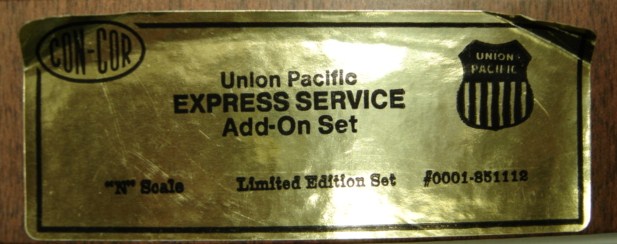 CON-COR
UNION
PACIFIC
Union Pacific
EXPRESS SERVICE
Add-On Set
"N" Scale Limited Edition Set #0001-851112